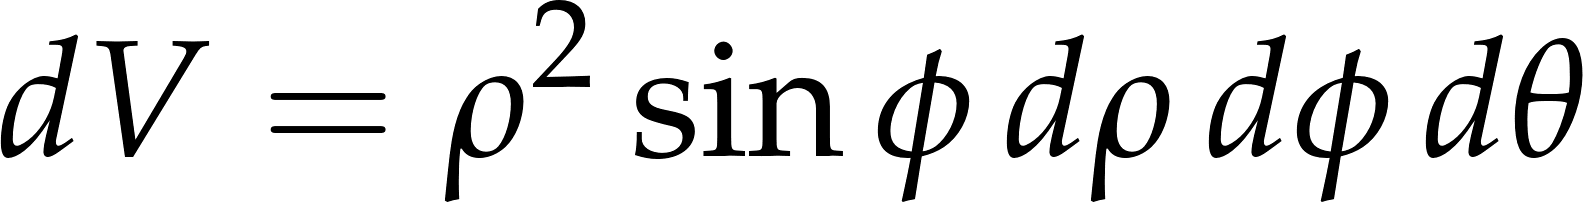 dV = ρ² sin ϕ dρ dϕ dθ